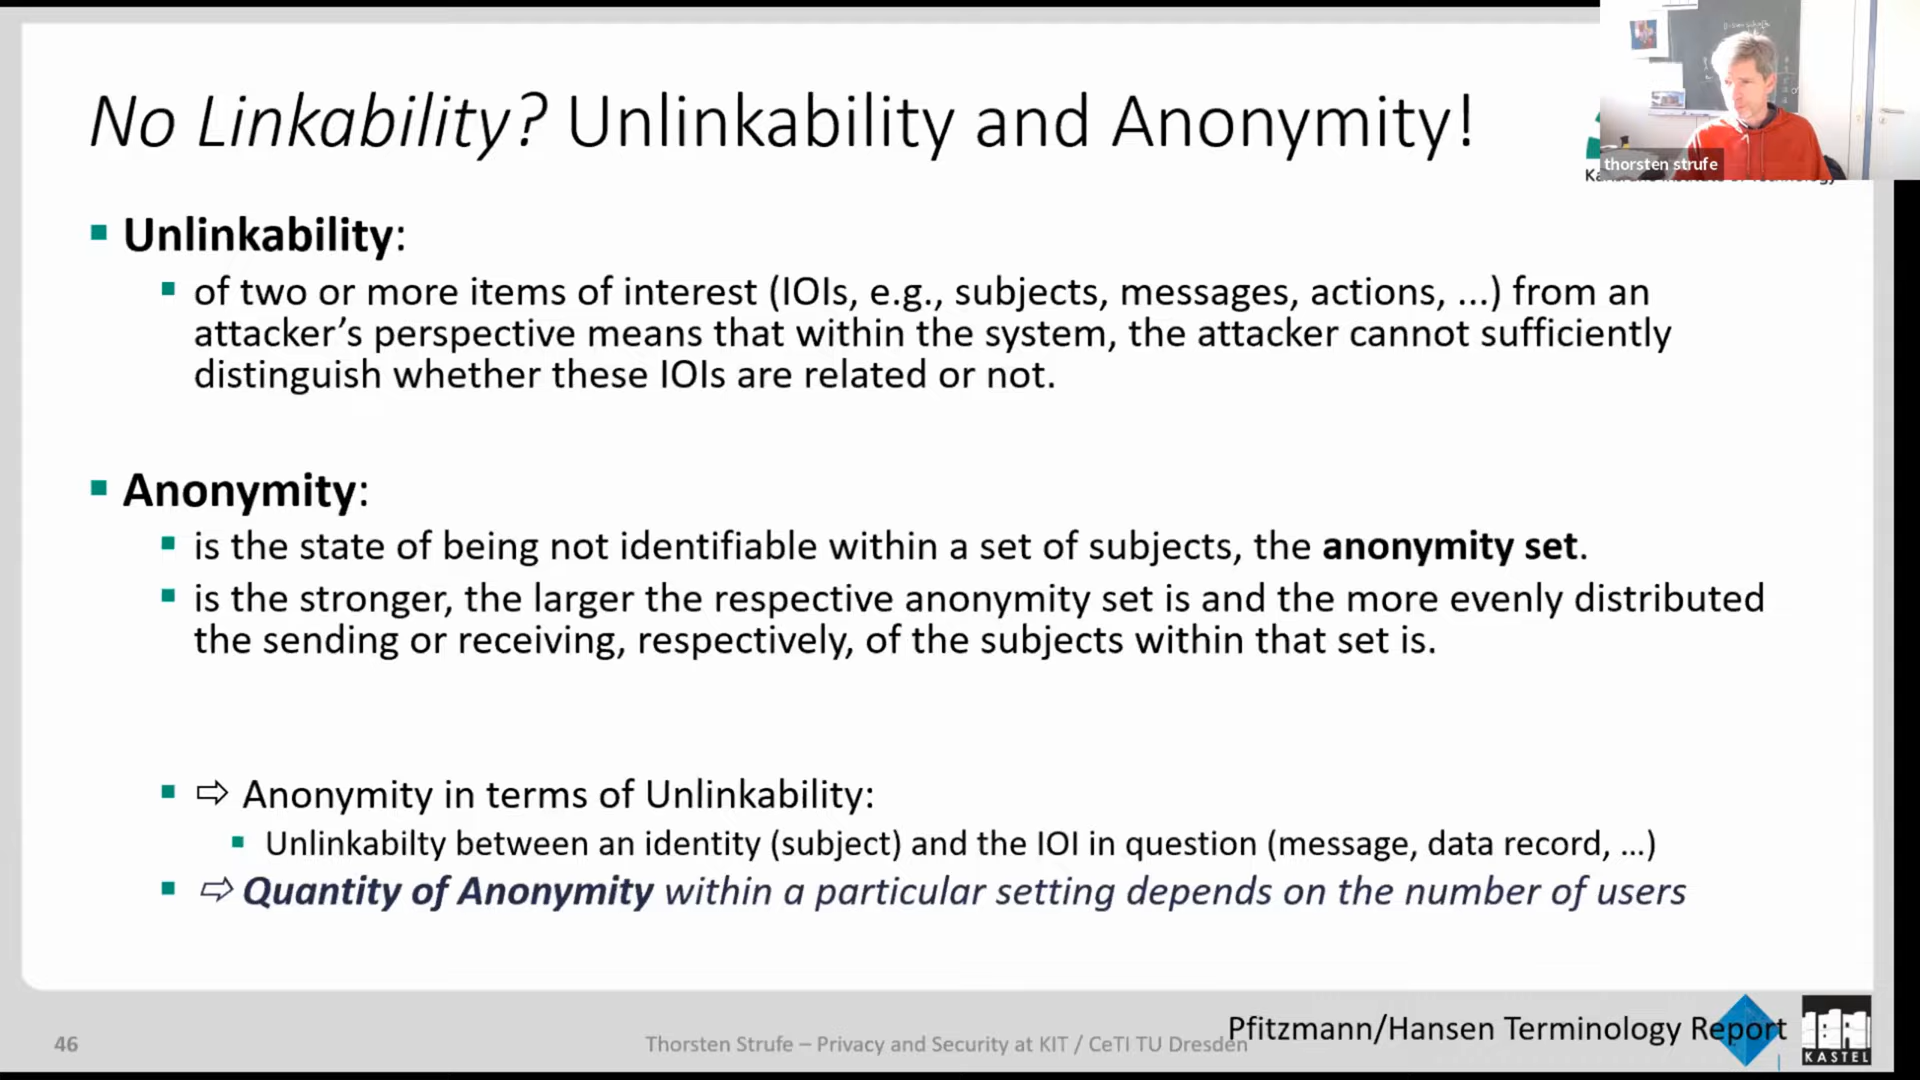 No Linkability? Unlinkability and Anonymity!
thorsten strufe
Unlinkability:
of two or more items of interest (IOIs, e.g., subjects, messages, actions, ...) from an
attacker's perspective means that within the system, the attacker cannot sufficiently
distinguish whether these IOIs are related or not.
Anonymity:
is the state of being not identifiable within a set of subjects, the anonymity set.
is the stronger, the larger the respective anonymity set is and the more evenly distributed
the sending or receiving, respectively, of the subjects within that set is.
⇨ Anonymity in terms of Unlinkability:
Unlinkabilty between an identity (subject) and the IOI in question (message, data record, ...)
⇨ Quantity of Anonymity within a particular setting depends on the number of users
46
Thorsten Strufe – Privacy and Security at KIT / CeTI TU Dresden
Pfitzmann/Hansen Terminology Report
KASTEL